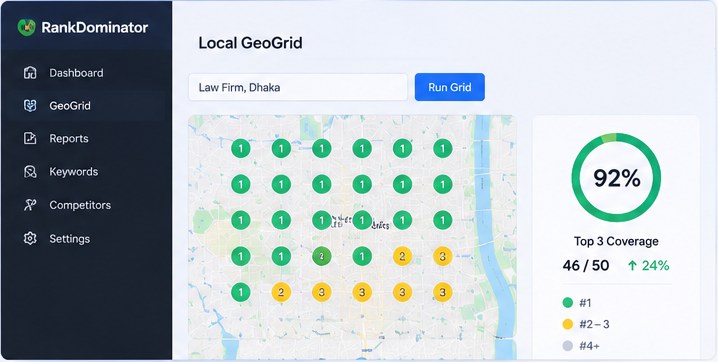 RankDominator
Dashboard
GeoGrid
Reports
Keywords
Competitors
Settings
Local GeoGrid
Law Firm, Dhaka
Run Grid
1 1 1 1 1 1
1 1 1 1 1 1
1 1 1 1 1 1
1 1 1 2 3
1 2 3 3 3 3
92%
Top 3 Coverage
46 / 50 ↑ 24%
#1
#2–3
#4+